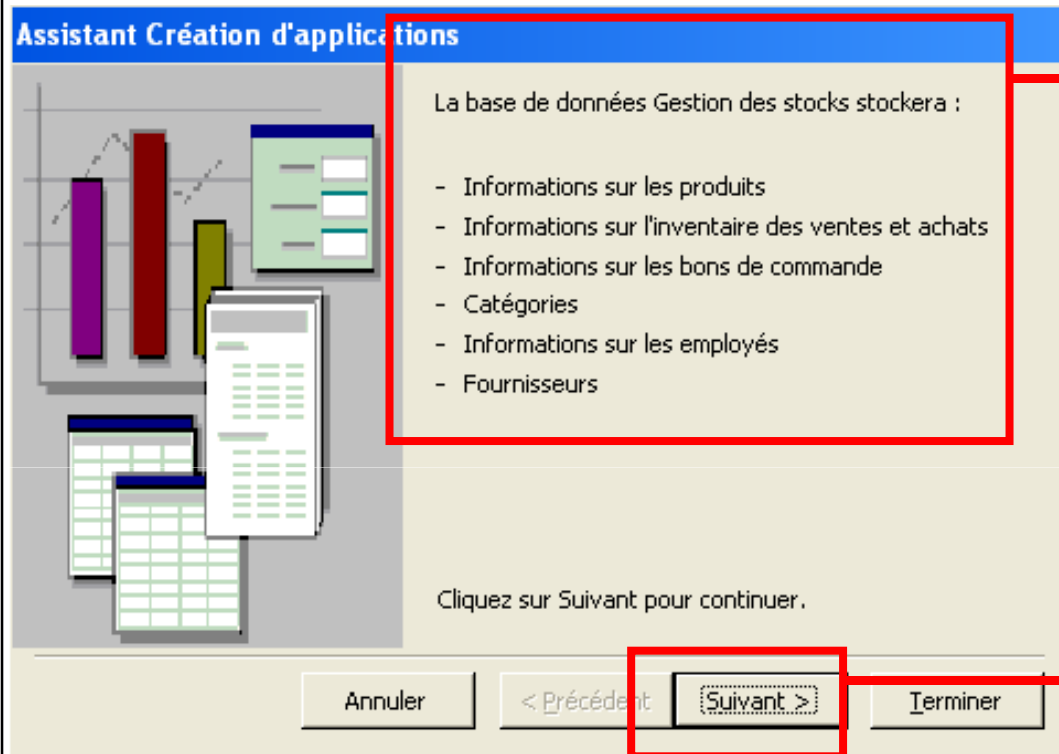 Assistant Création d'applications
La base de données Gestion des stocks stockera :
- Informations sur les produits
- Informations sur l'inventaire des ventes et achats
- Informations sur les bons de commande
- Catégories
- Informations sur les employés
- Fournisseurs
Cliquez sur Suivant pour continuer.
Annuler
< Précédent
Suivant >
Terminer